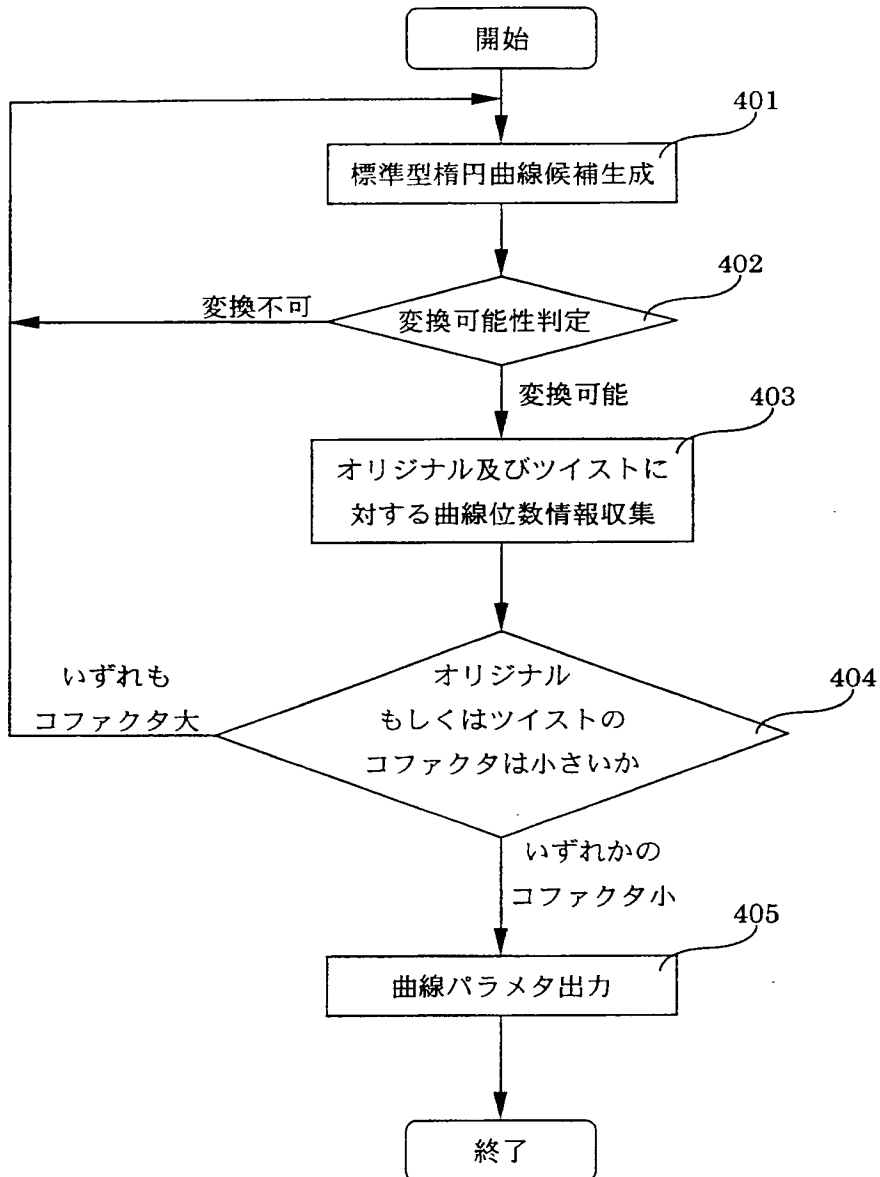 開始
401
標準型楕円曲線候補生成
402
変換不可
変換可能性判定
変換可能
403
オリジナル及びツイストに
対する曲線位数情報収集
いずれも
コファクタ大
オリジナル
もしくはツイストの
コファクタは小さいか
404
いずれかの
コファクタ小
405
曲線パラメタ出力
終了